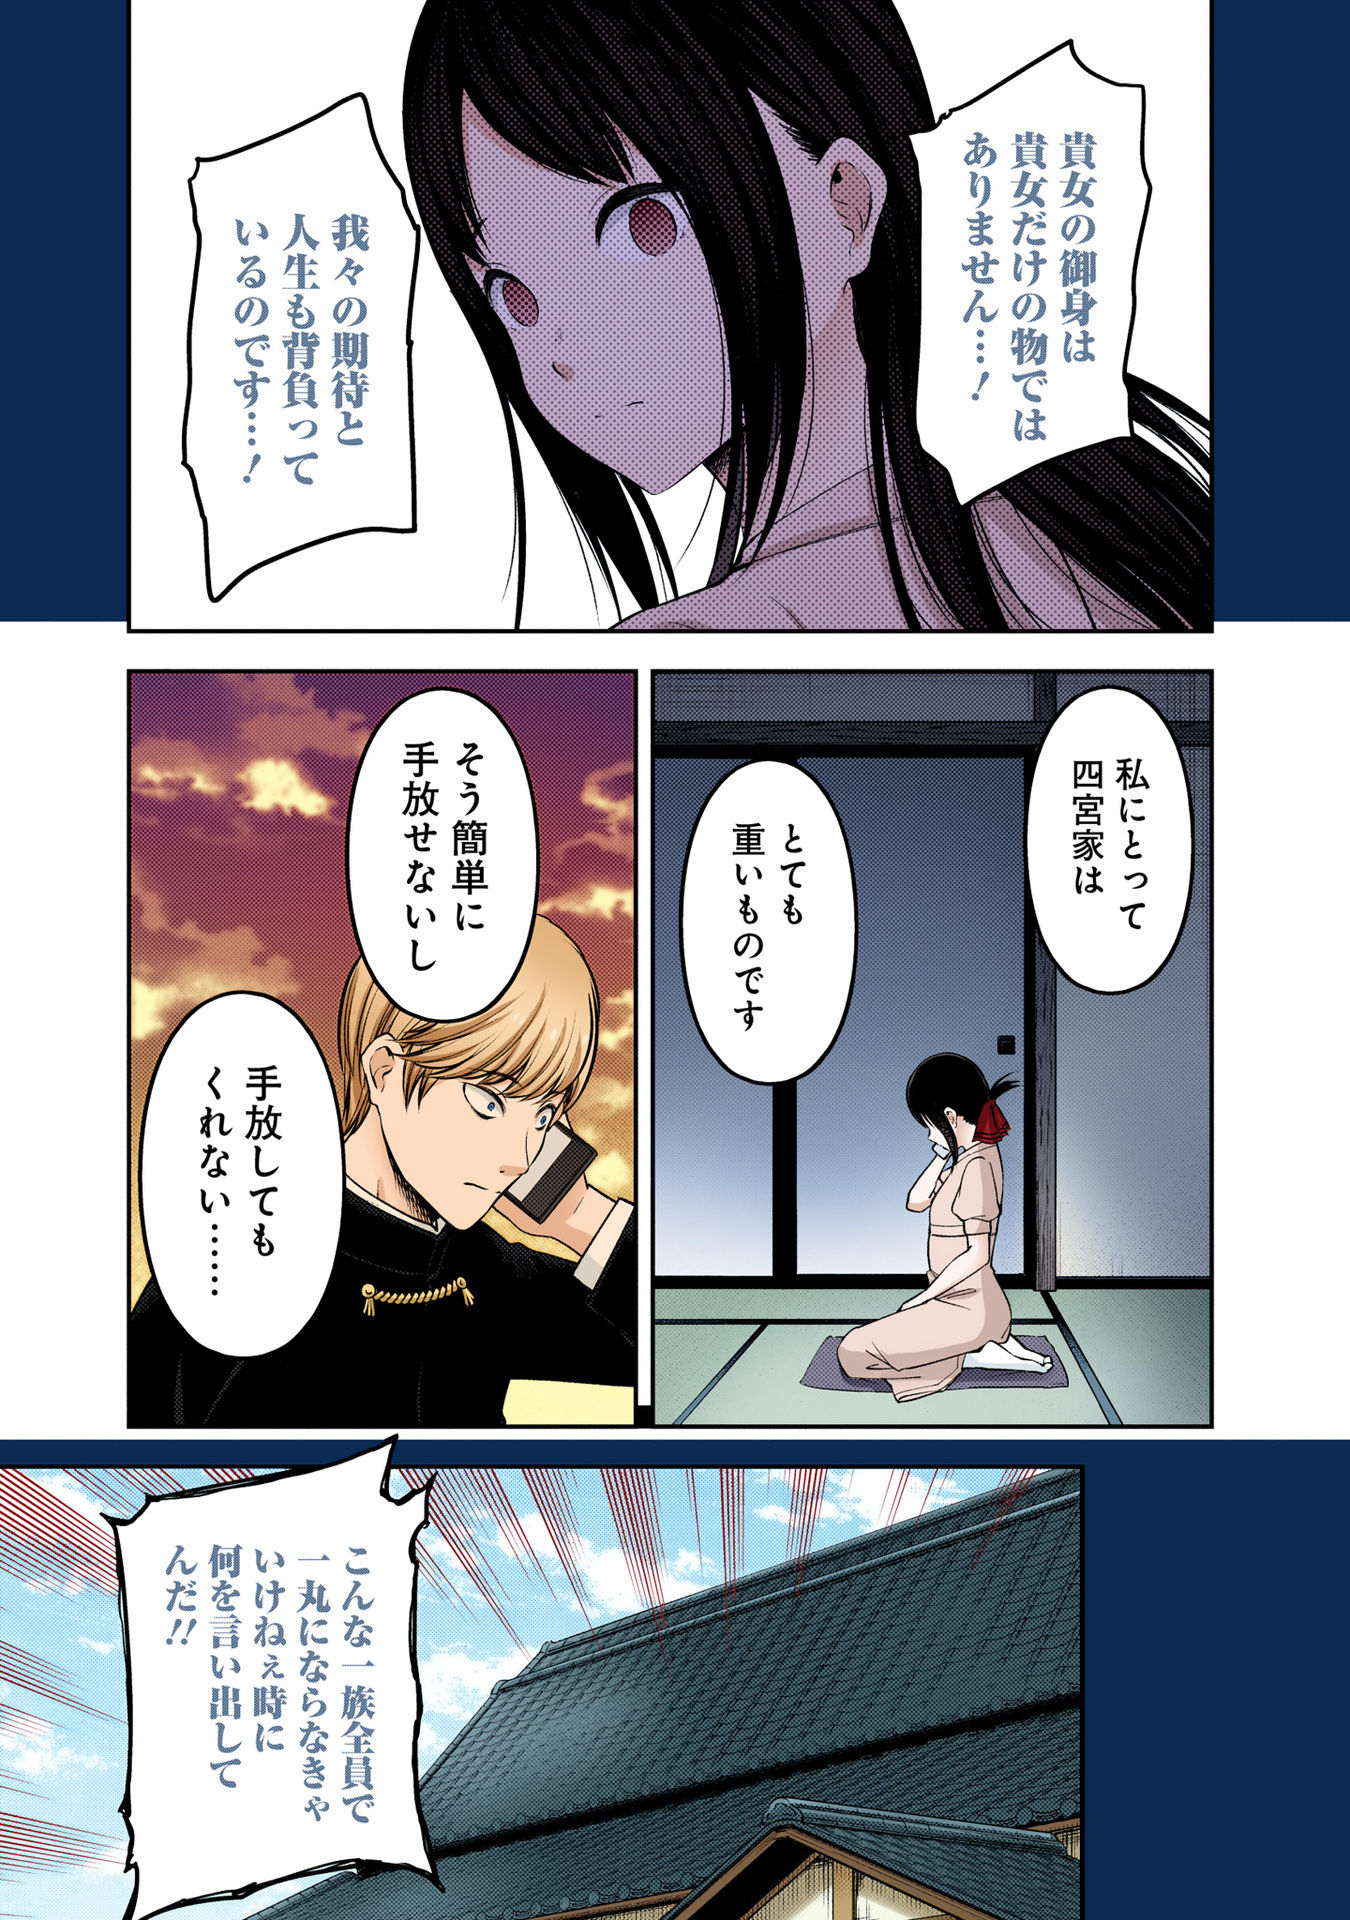 貴女の御身は
貴女だけの物では
ありません…！
我々の期待と
人生も背負って
いるのです…！
私にとって
四宮家は
とても
重いものです
そう簡単に
手放せないし
手放しても
くれない……
こんな一族全員で
一丸にならなきゃ
いけねぇ時に
何を言い出して
んだ!!